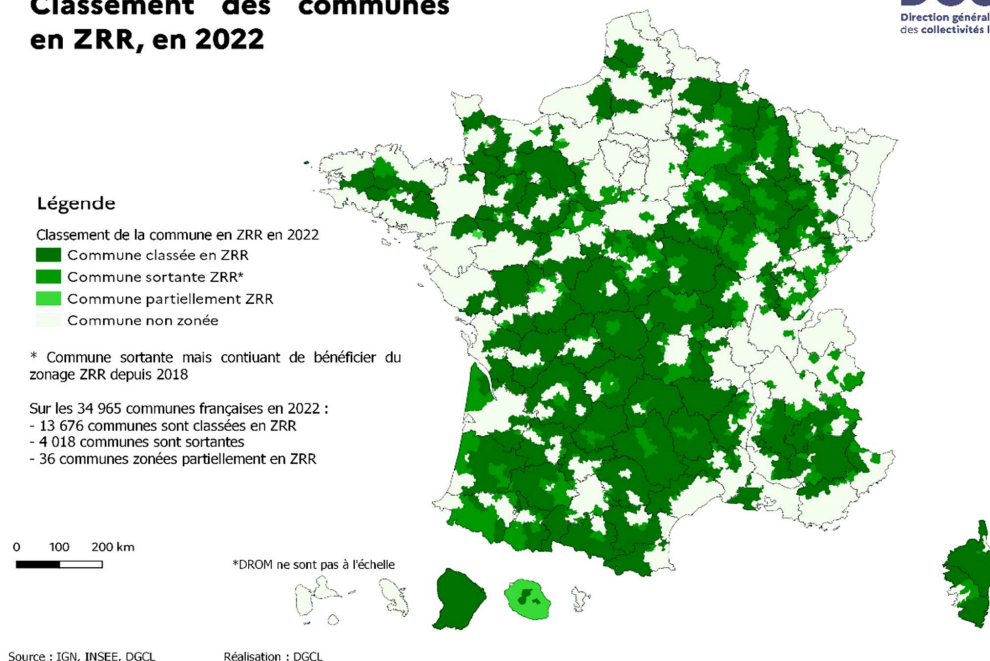 Classement des communes
en ZRR, en 2022
Direction général
des collectivités l
Légende
Classement de la commune en ZRR en 2022
Commune classée en ZRR
Commune sortante ZRR*
Commune partiellement ZRR
Commune non zonée
* Commune sortante mais contiuant de bénéficier du
zonage ZRR depuis 2018
Sur les 34 965 communes françaises en 2022 :
- 13 676 communes sont classées en ZRR
- 4 018 communes sont sortantes
- 36 communes zonées partiellement en ZRR
0 100 200 km
*DROM ne sont pas à l'échelle
Source : IGN, INSEE, DGCL Réalisation : DGCL